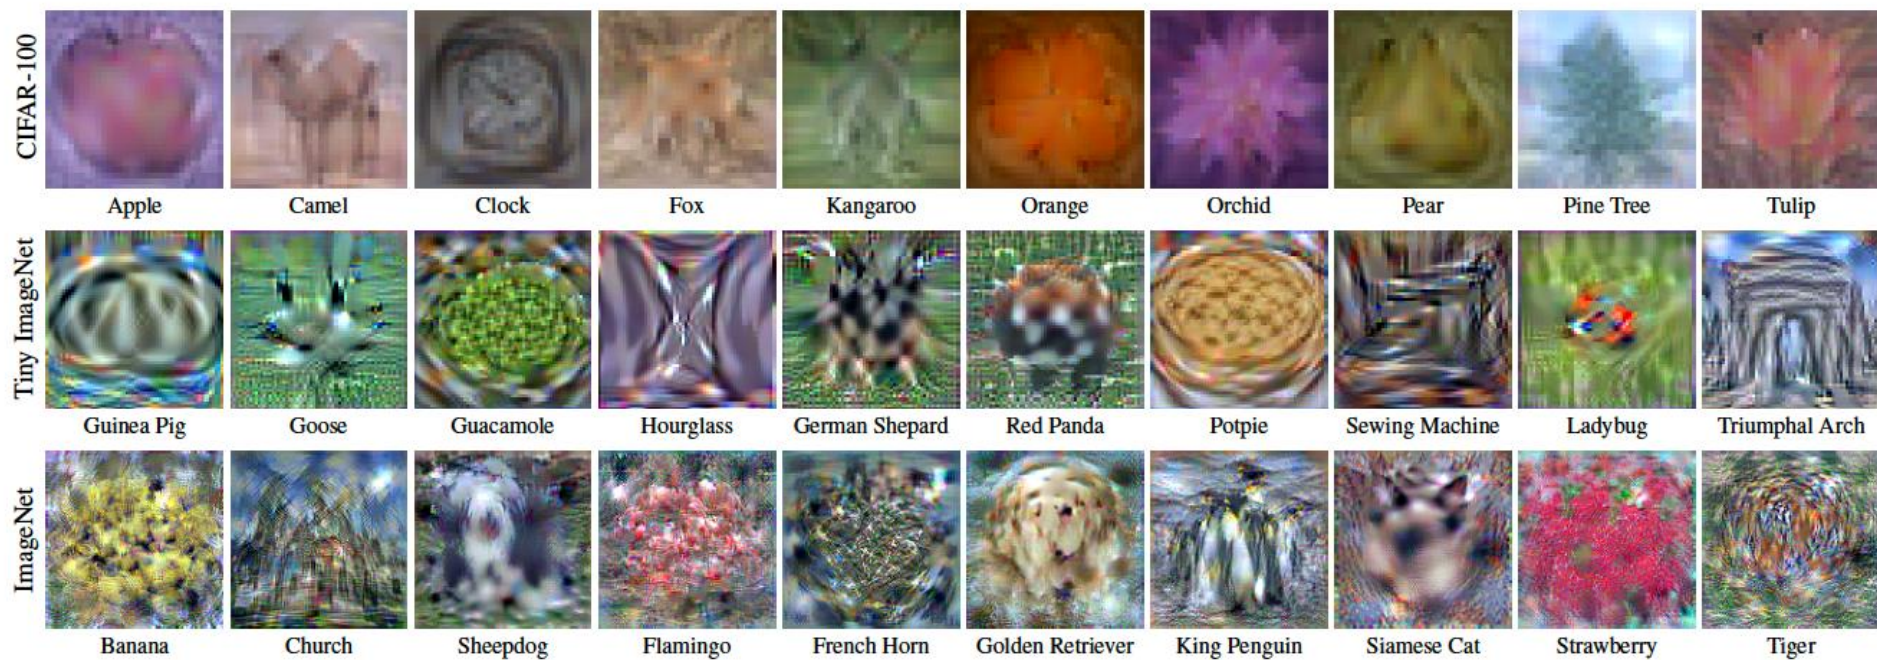 CIFAR-100
Apple Camel Clock Fox Kangaroo Orange Orchid Pear Pine Tree Tulip
Tiny ImageNet
Guinea Pig Goose Guacamole Hourglass German Shepard Red Panda Potpie Sewing Machine Ladybug Triumphal Arch
ImageNet
Banana Church Sheepdog Flamingo French Horn Golden Retriever King Penguin Siamese Cat Strawberry Tiger